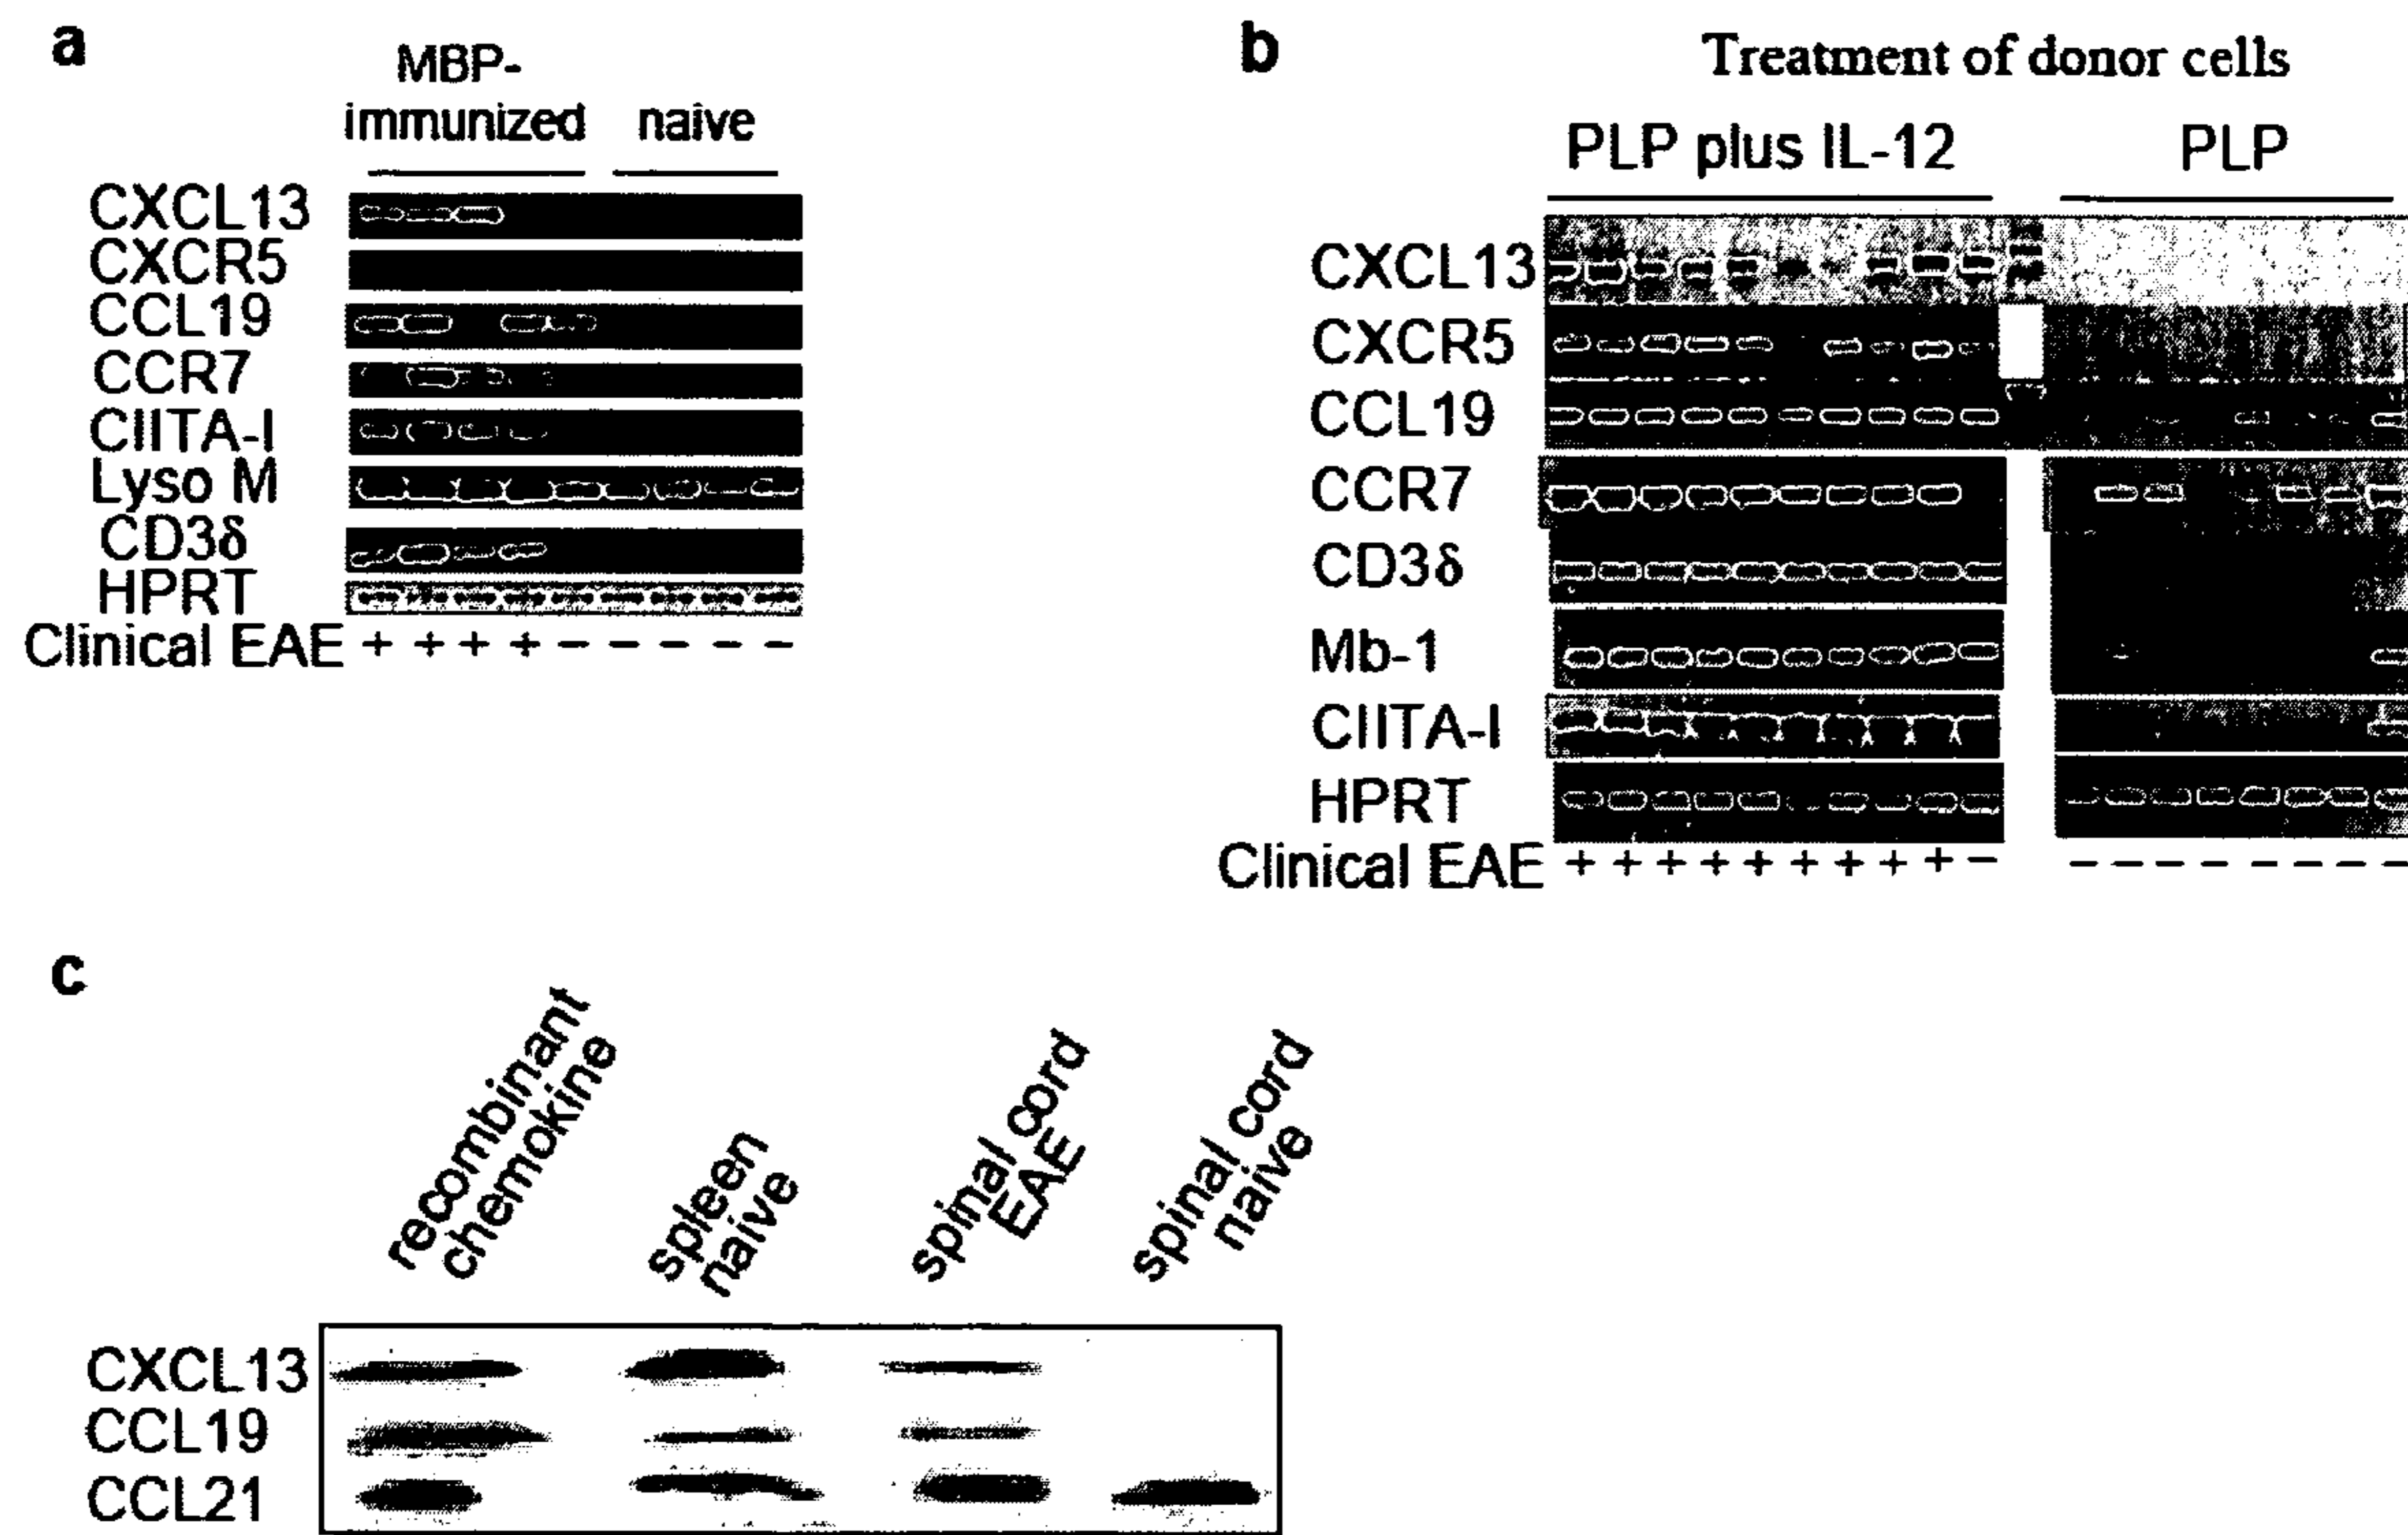 a
MBP-
immunized naive
CXCL13
CXCR5
CCL19
CCR7
CIITA-I
Lyso M
CD3δ
HPRT
Clinical EAE + + + + - - - - -
b
Treatment of donor cells
PLP plus IL-12 PLP
CXCL13
CXCR5
CCL19
CCR7
CD3δ
Mb-1
CIITA-I
HPRT
Clinical EAE + + + + + + + + + - - - - - - - - -
c
recombinant
chemokine
spleen
naive
spinal cord
EAE
spinal cord
naive
CXCL13
CCL19
CCL21